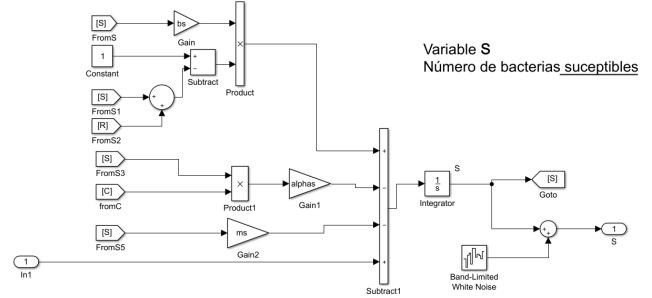 [S]
FromS
bs
Gain
1
Constant
+
−
Subtract
×
Product
[S]
FromS1
+
+
[R]
FromS2
Variable S
Número de bacterias suceptibles
[S]
FromS3
[C]
fromC
×
Product1
alphas
Gain1
[S]
FromS5
ms
Gain2
1
In1
+
−
−
+
Subtract1
1
s
Integrator
S
[S]
Goto
+
+
1
S
Band-Limited
White Noise